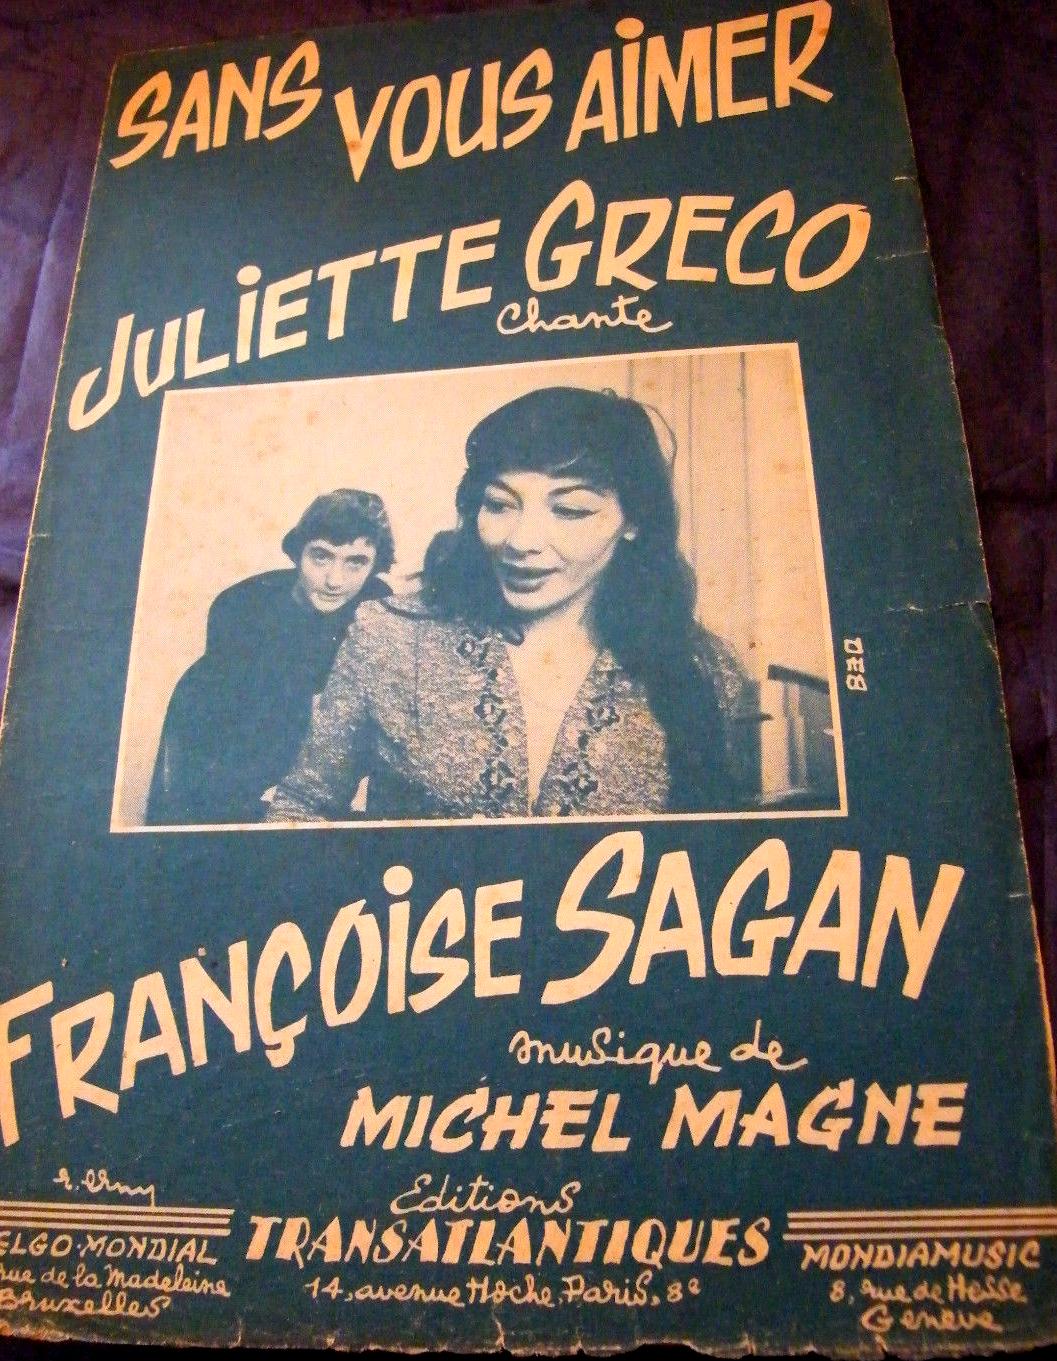 SANS VOUS AiMER
JULiETTE GRECO
chante
DEB
FRANÇOiSE SAGAN
musique de
MICHEL MAGNE
Editions
TRANSATLANTIQUES
14, avenue Hoche, Paris, 8e
ELGO-MONDIAL
rue de la Madeleine
Bruxelles
MONDIAMUSIC
8, rue de Hesse
Genève